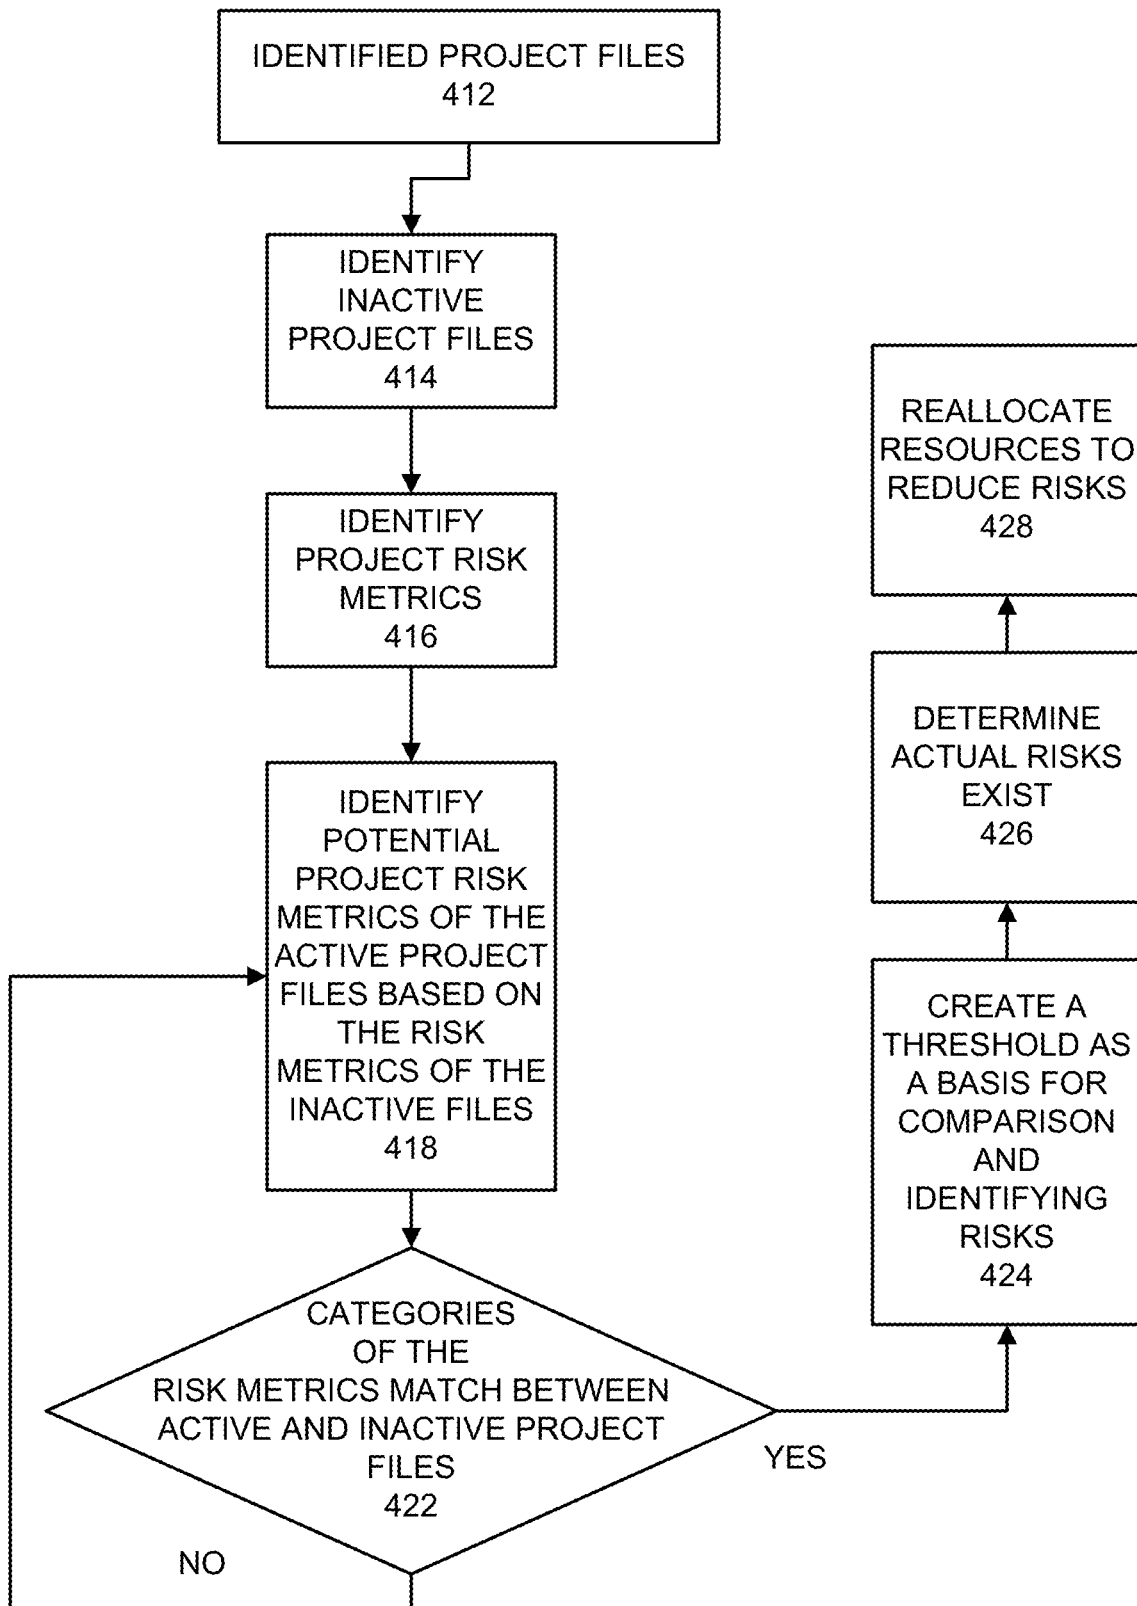 IDENTIFIED PROJECT FILES
412
IDENTIFY
INACTIVE
PROJECT FILES
414
IDENTIFY
PROJECT RISK
METRICS
416
IDENTIFY
POTENTIAL
PROJECT RISK
METRICS OF THE
ACTIVE PROJECT
FILES BASED ON
THE RISK
METRICS OF THE
INACTIVE FILES
418
CATEGORIES
OF THE
RISK METRICS MATCH BETWEEN
ACTIVE AND INACTIVE PROJECT
FILES
422
NO
YES
CREATE A
THRESHOLD AS
A BASIS FOR
COMPARISON
AND
IDENTIFYING
RISKS
424
DETERMINE
ACTUAL RISKS
EXIST
426
REALLOCATE
RESOURCES TO
REDUCE RISKS
428